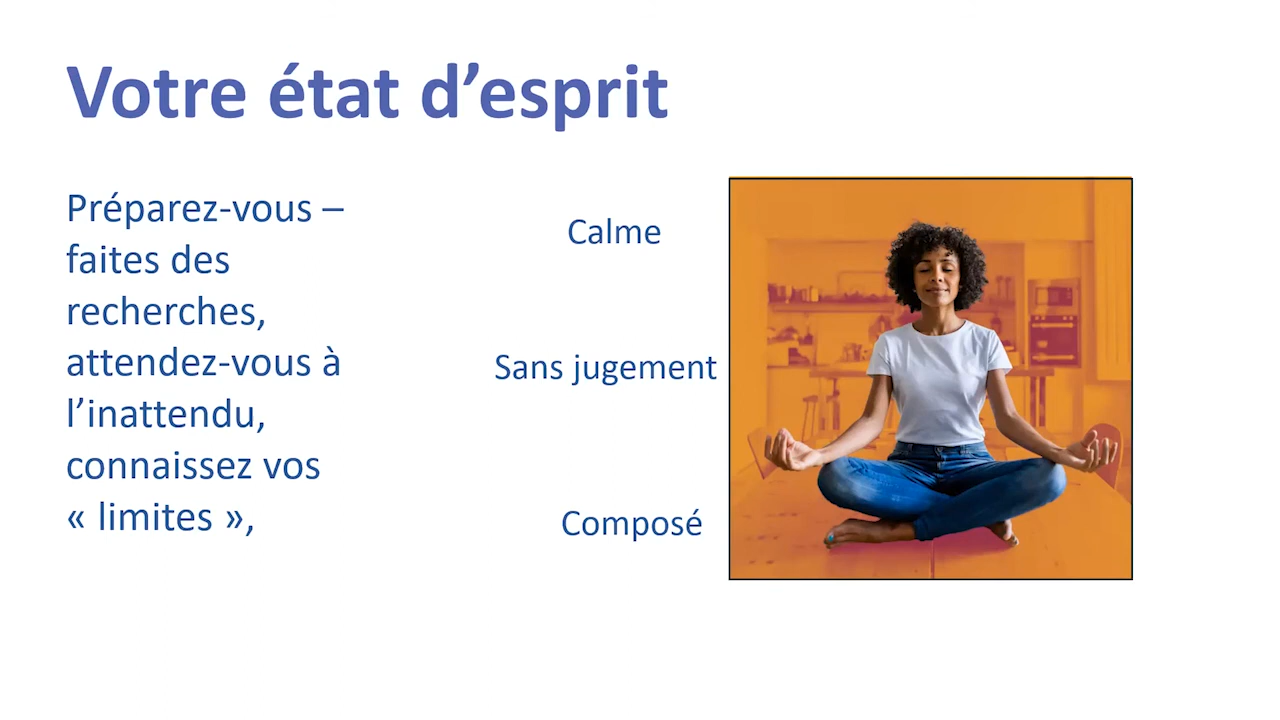 Votre état d’esprit
Préparez-vous –
faites des
recherches,
attendez-vous à
l’inattendu,
connaissez vos
« limites »,
Calme
Sans jugement
Composé